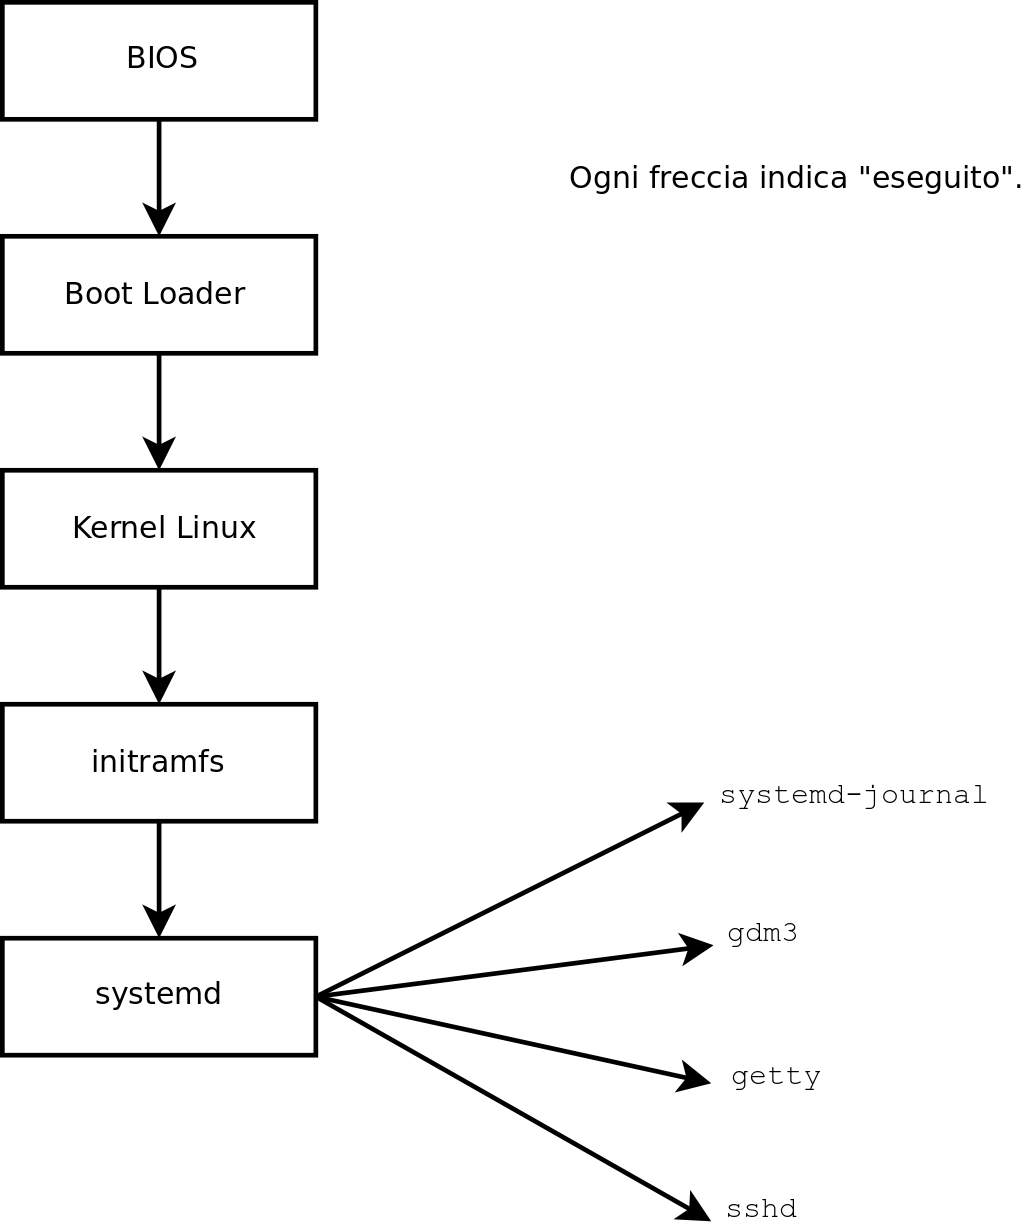 BIOS
Ogni freccia indica "eseguito".
Boot Loader
Kernel Linux
initramfs
systemd-journal
gdm3
systemd
getty
sshd